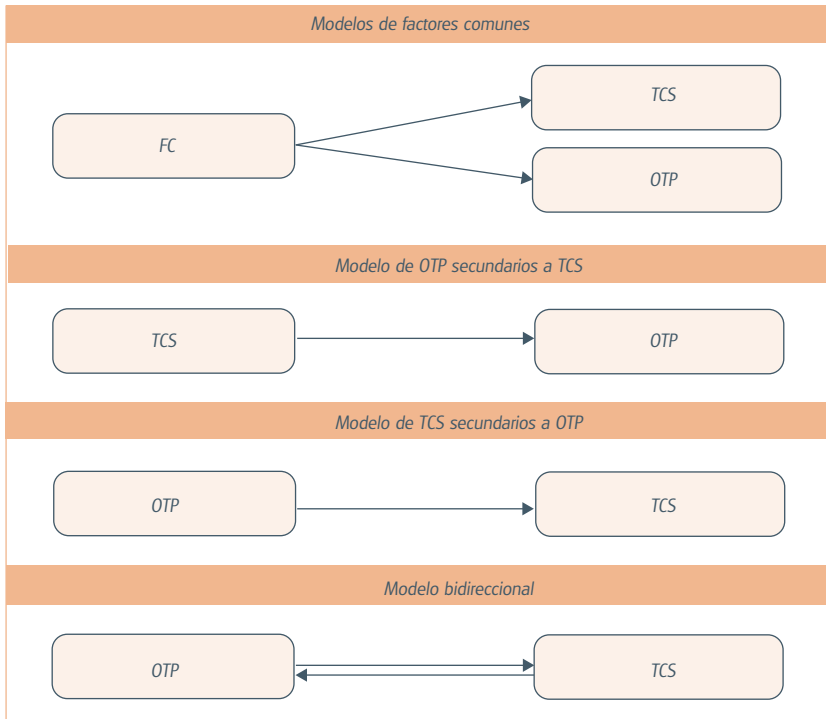 Modelos de factores comunes
TCS
FC
OTP
Modelo de OTP secundarios a TCS
TCS
OTP
Modelo de TCS secundarios a OTP
OTP
TCS
Modelo bidireccional
OTP
TCS